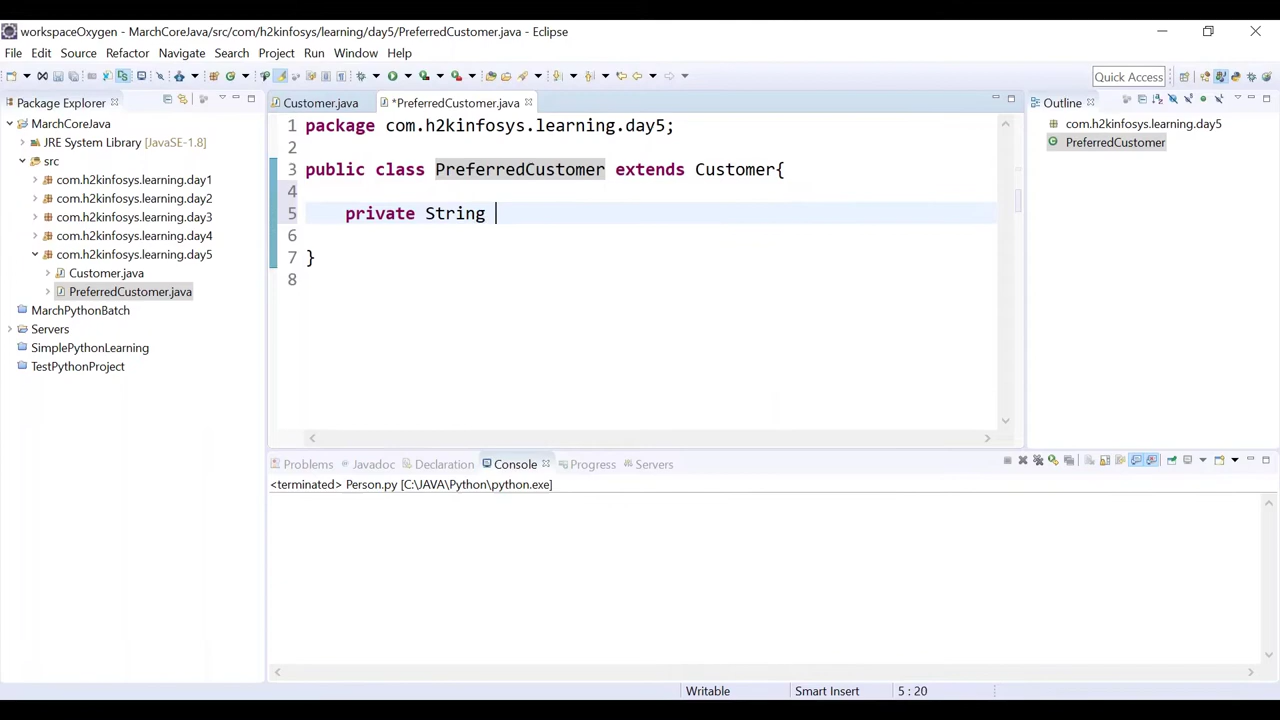 workspaceOxygen - MarchCoreJava/src/com/h2kinfosys/learning/day5/PreferredCustomer.java - Eclipse
File Edit Source Refactor Navigate Search Project Run Window Help
Quick Access
Package Explorer
MarchCoreJava
JRE System Library [JavaSE-1.8]
src
com.h2kinfosys.learning.day1
com.h2kinfosys.learning.day2
com.h2kinfosys.learning.day3
com.h2kinfosys.learning.day4
com.h2kinfosys.learning.day5
Customer.java
PreferredCustomer.java
MarchPythonBatch
Servers
SimplePythonLearning
TestPythonProject
Customer.java *PreferredCustomer.java
1 package com.h2kinfosys.learning.day5;
2
3 public class PreferredCustomer extends Customer{
4
5 private String
6
7 }
8
Outline
com.h2kinfosys.learning.day5
PreferredCustomer
Problems Javadoc Declaration Console Progress Servers
<terminated> Person.py [C:\JAVA\Python\python.exe]
Writable Smart Insert 5 : 20